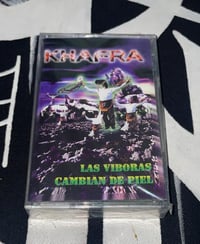 KHAFRA
LAS VIBORAS
CAMBIAN DE PIEL